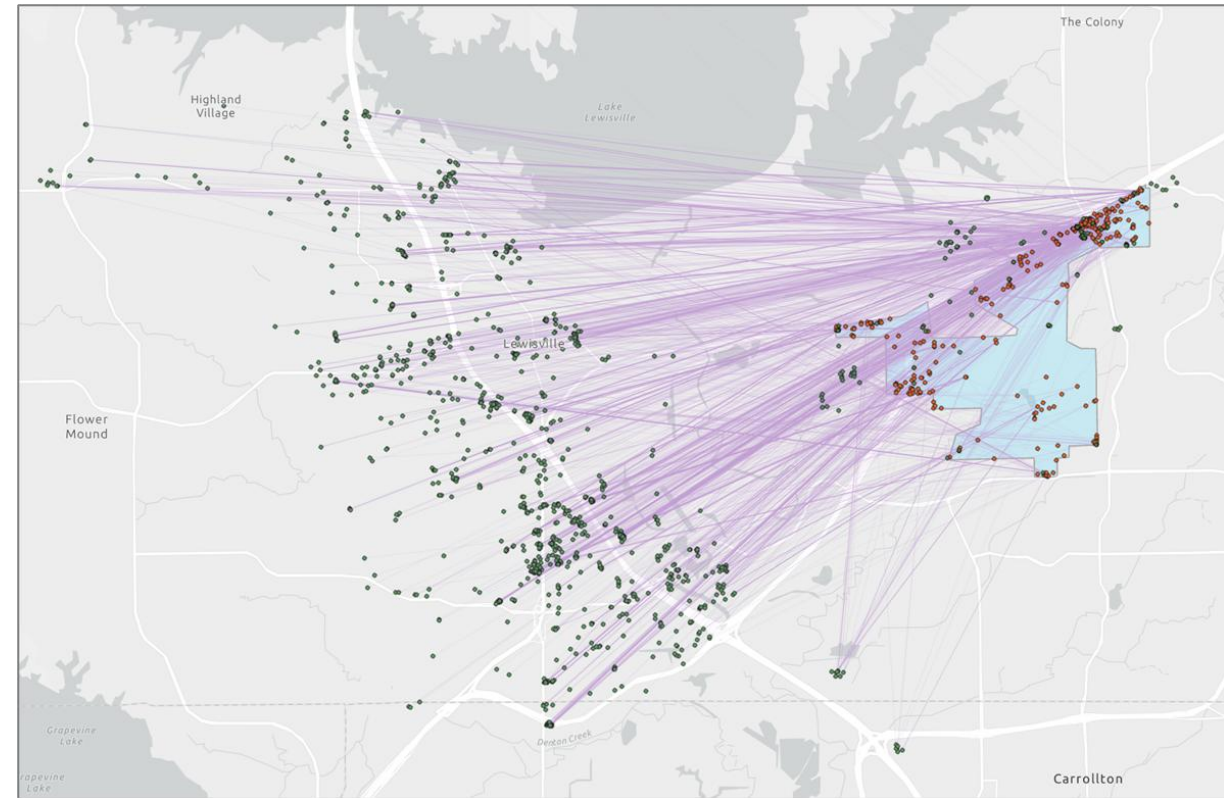 The Colony
Highland
Village
Lake
Lewisville
Lewisville
Flower
Mound
Grapevine
Lake
Denton Creek
rapevine
Lake
Carrollton